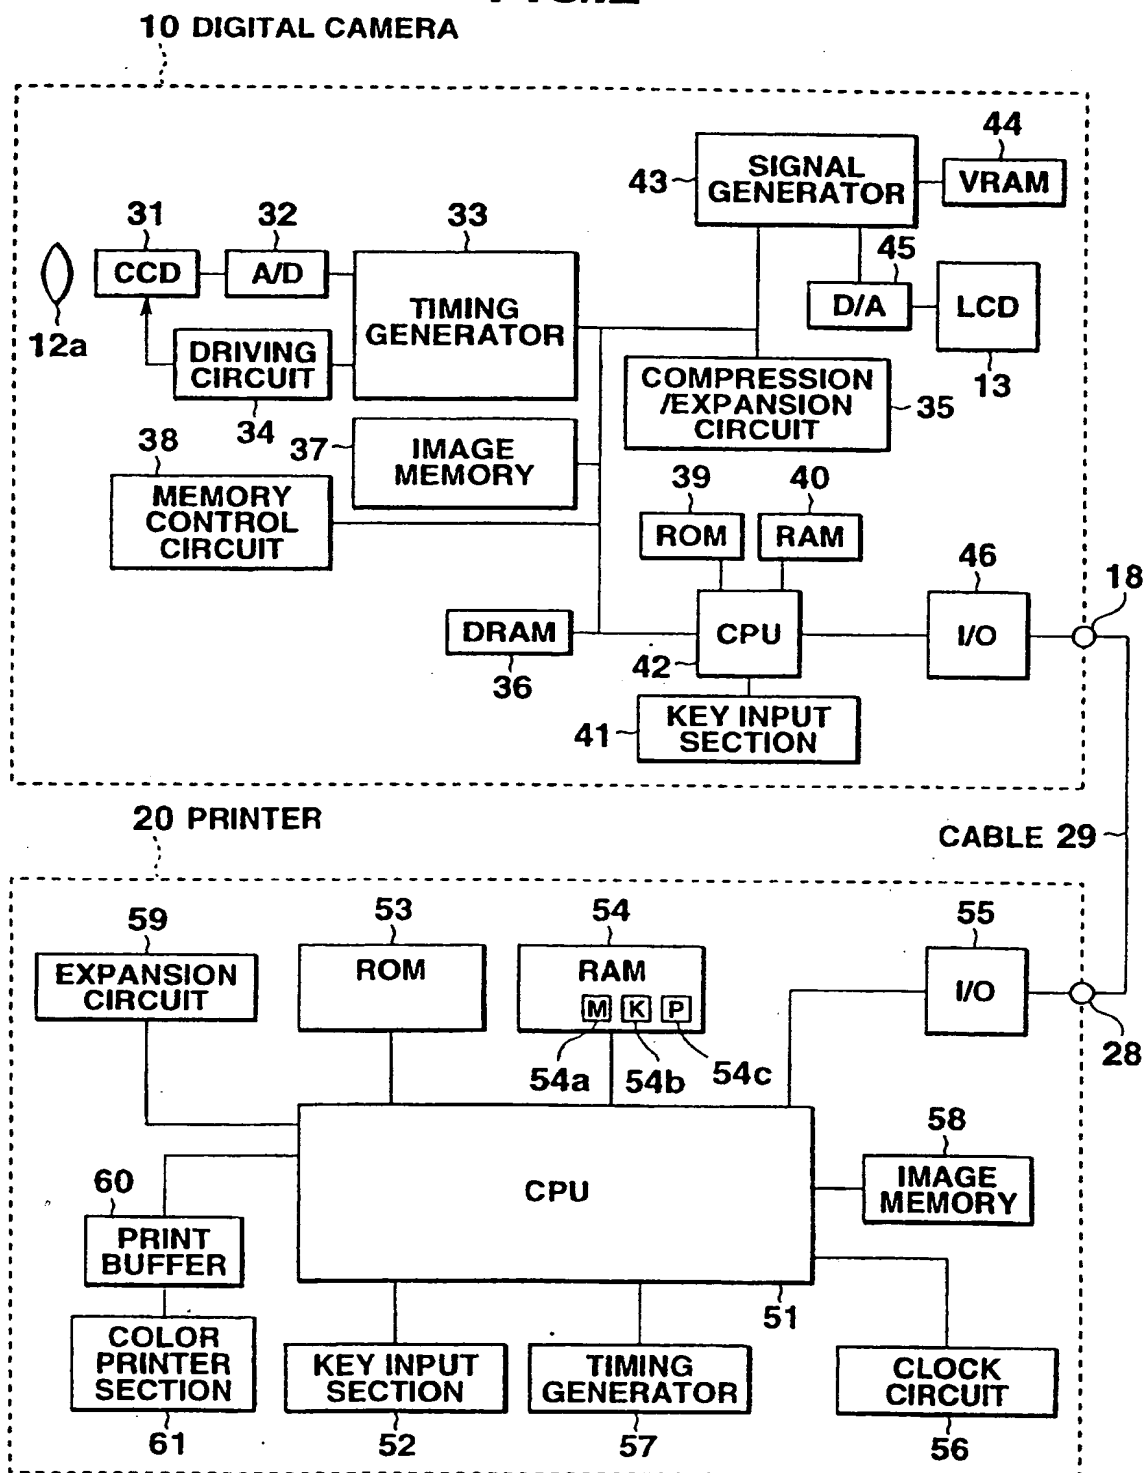 10 DIGITAL CAMERA
44
43
SIGNAL
GENERATOR
VRAM
31
32
33
45
CCD
A/D
TIMING
GENERATOR
D/A
LCD
12a
DRIVING
CIRCUIT
13
COMPRESSION
/EXPANSION
CIRCUIT
35
34
37
IMAGE
MEMORY
38
MEMORY
CONTROL
CIRCUIT
39
40
ROM
RAM
46
18
DRAM
CPU
I/O
36
42
41
KEY INPUT
SECTION
20 PRINTER
CABLE 29
59
53
54
55
EXPANSION
CIRCUIT
ROM
RAM
M K P
I/O
54a
54b
54c
28
58
CPU
IMAGE
MEMORY
60
PRINT
BUFFER
51
COLOR
PRINTER
SECTION
KEY INPUT
SECTION
TIMING
GENERATOR
CLOCK
CIRCUIT
61
52
57
56